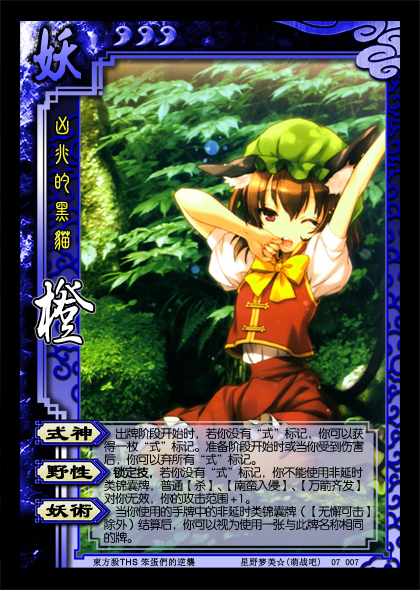 妖
凶兆的黑貓
橙
式神
出牌阶段开始时，若你没有“式”标记，你可以获
得一枚“式”标记。准备阶段开始时或当你受到伤害
后，你可以弃所有“式”标记。
野性
锁定技，若你没有“式”标记，你不能使用非延时
类锦囊牌，普通【杀】、【南蛮入侵】、【万箭齐发】
对你无效，你的攻击范围+1。
妖術
当你使用的手牌中的非延时类锦囊牌（【无懈可击】
除外）结算后，你可以视为使用一张与此牌名称相同
的牌。
東方殺THS 笨蛋們的逆襲 星野梦美☆(萌战吧) 07 007